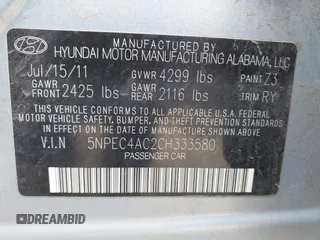 MANUFACTURED BY
HYUNDAI MOTOR MANUFACTURING ALABAMA, LLC
Jul/15/11 GVWR 4299 lbs PAINT Z3
GAWR FRONT 2425 lbs GAWR REAR 2116 lbs TRIM RY
THIS VEHICLE CONFORMS TO ALL APPLICABLE FEDERAL MOTOR VEHICLE SAFETY, BUMPER, AND THEFT PREVENTION STANDARDS IN EFFECT ON THE DATE OF MANUFACTURE SHOWN ABOVE.
V.I.N 5NPEC4AC2CH333580
PASSENGER CAR
DREAMBID